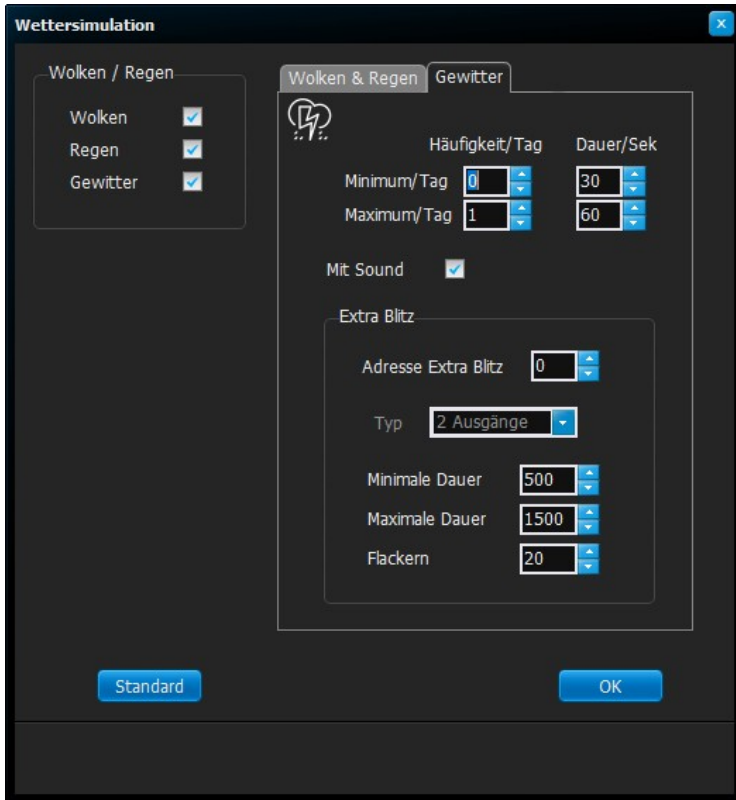 Wettersimulation
Wolken / Regen
Wolken
Regen
Gewitter
Wolken & Regen
Gewitter
Häufigkeit/Tag Dauer/Sek
Minimum/Tag 0 30
Maximum/Tag 1 60
Mit Sound
Extra Blitz
Adresse Extra Blitz 0
Typ 2 Ausgänge
Minimale Dauer 500
Maximale Dauer 1500
Flackern 20
Standard
OK